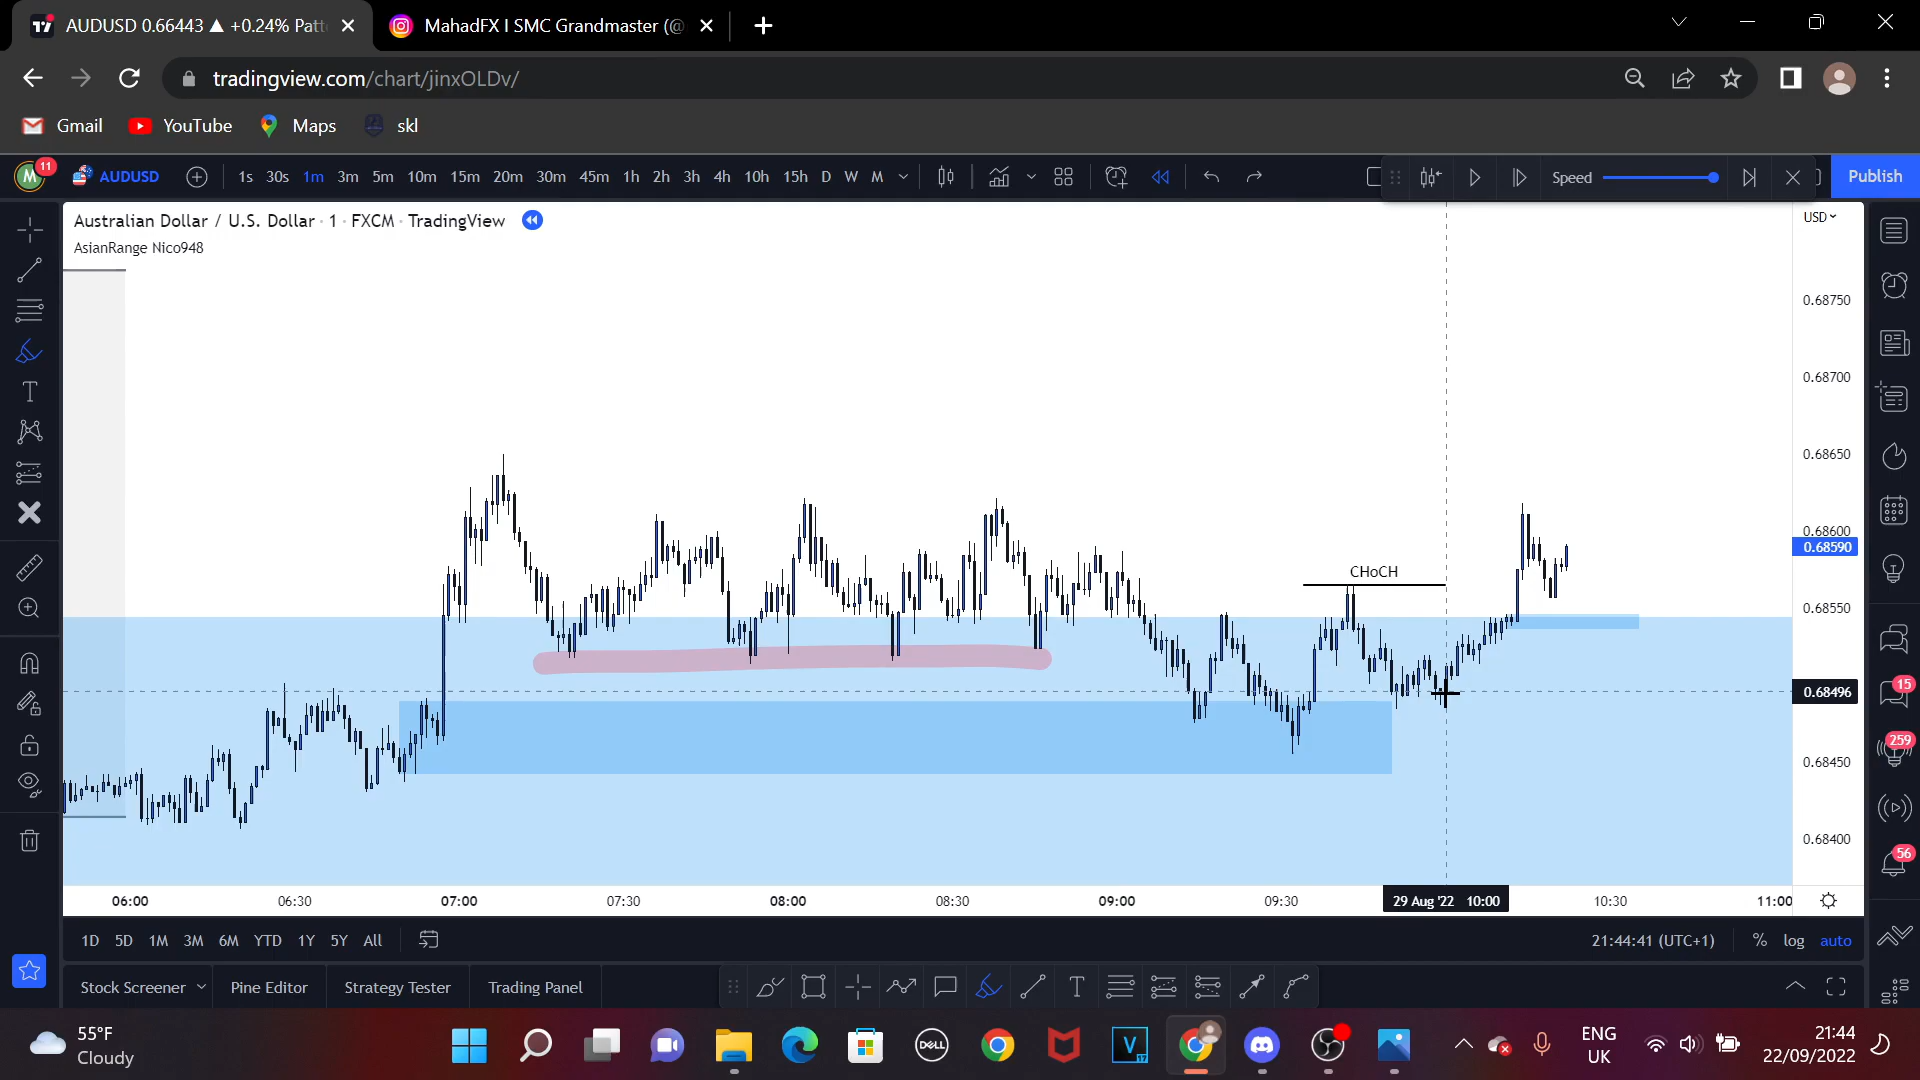 AUDUSD 0.66443 ▲ +0.24% Patt
MahadFX I SMC Grandmaster (@
tradingview.com/chart/jinxOLDv/
Gmail YouTube Maps skl
M 11 AUDUSD 1s 30s 1m 3m 5m 10m 15m 20m 30m 45m 1h 2h 3h 4h 10h 15h D W M Speed Publish
Australian Dollar / U.S. Dollar · 1 · FXCM · TradingView
USD
AsianRange Nico948
0.68750
0.68700
0.68650
0.68600
0.68590
CHoCH
0.68550
0.68496
15
259
0.68450
0.68400
56
06:00 06:30 07:00 07:30 08:00 08:30 09:00 09:30 29 Aug '22 10:00 10:30 11:00
1D 5D 1M 3M 6M YTD 1Y 5Y All 21:44:41 (UTC+1) % log auto
Stock Screener Pine Editor Strategy Tester Trading Panel
55°F
Cloudy
DELL
V
ENG
UK
21:44
22/09/2022